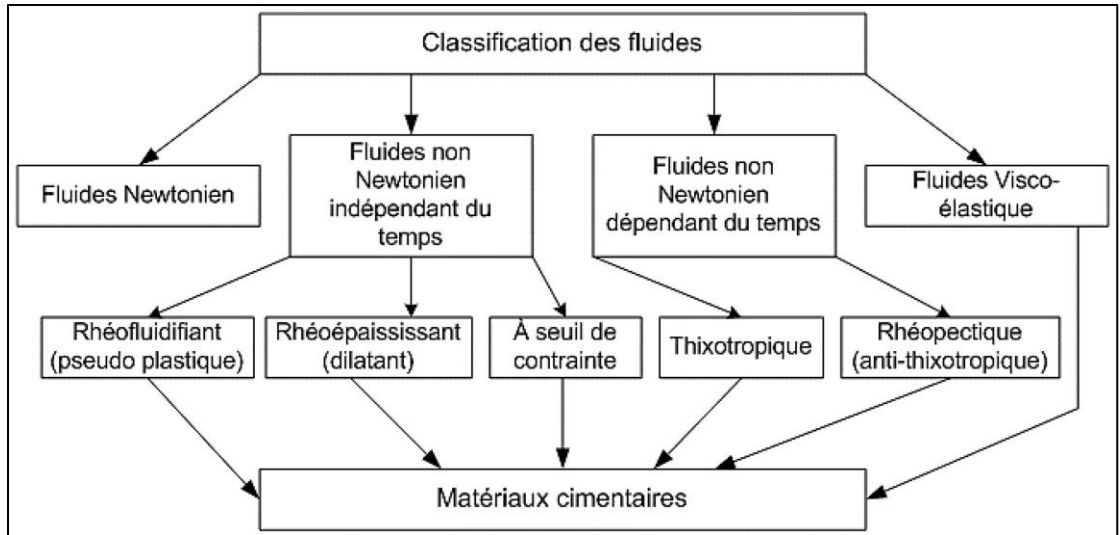 Classification des fluides
Fluides Newtonien
Fluides non
Newtonien
indépendant du
temps
Fluides non
Newtonien
dépendant du temps
Fluides Visco-
élastique
Rhéofluidifiant
(pseudo plastique)
Rhéoépaississant
(dilatant)
À seuil de
contrainte
Thixotropique
Rhéopectique
(anti-thixotropique)
Matériaux cimentaires